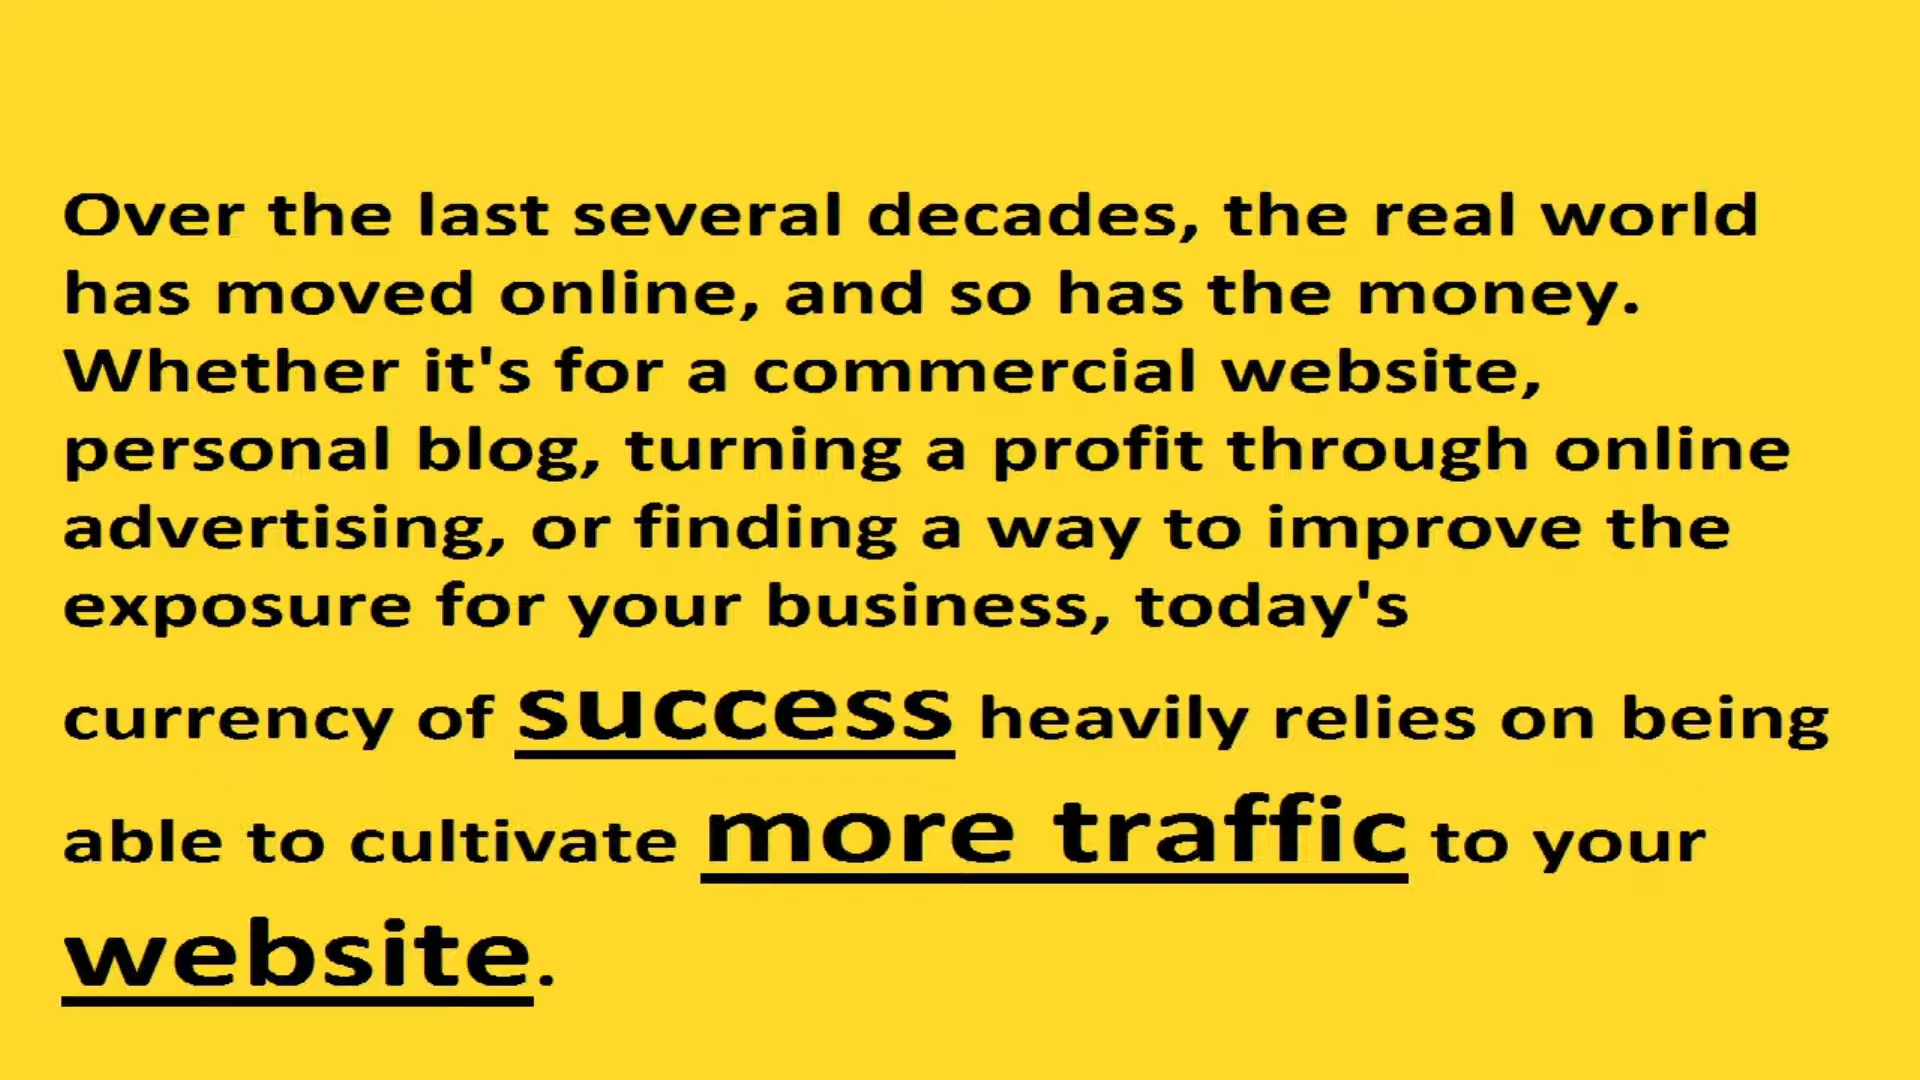 Over the last several decades, the real world
has moved online, and so has the money.
Whether it's for a commercial website,
personal blog, turning a profit through online
advertising, or finding a way to improve the
exposure for your business, today's
currency of success heavily relies on being
able to cultivate more traffic to your
website.